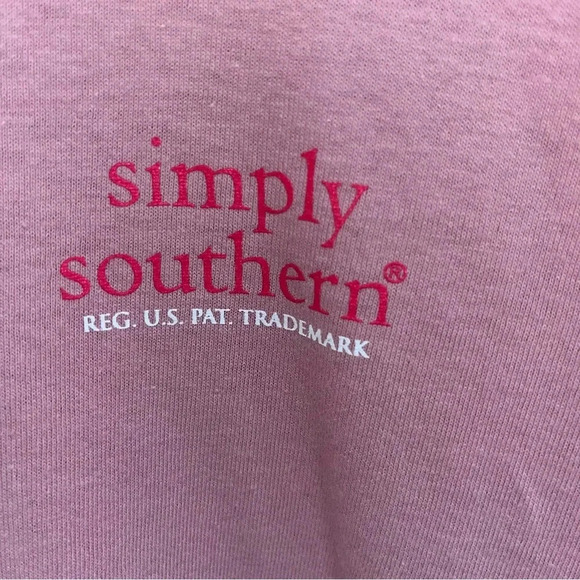 simply
southern®
REG. U.S. PAT. TRADEMARK